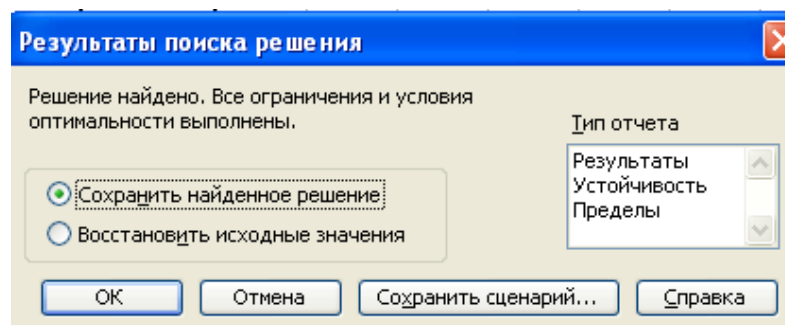 Результаты поиска решения
Решение найдено. Все ограничения и условия
оптимальности выполнены.
Тип отчета
Результаты
Устойчивость
Пределы
Сохранить найденное решение
Восстановить исходные значения
ОК Отмена Сохранить сценарий... Справка